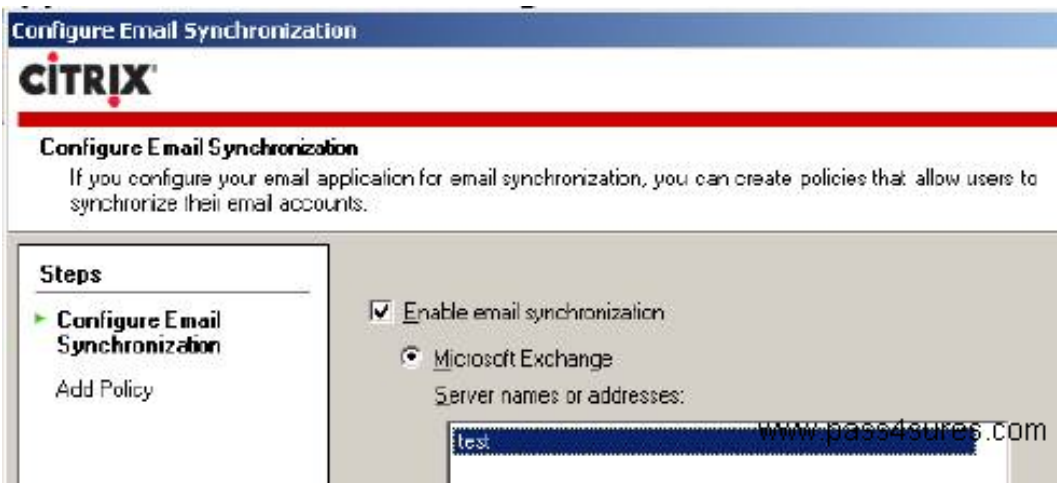 Configure Email Synchronization
CİTRIX
Configure Email Synchronization
If you configure your email application for email synchronization, you can create policies that allow users to
synchronize their email accounts.
Steps
Configure Email
Synchronization
Add Policy
Enable email synchronization
Microsoft Exchange
Server names or addresses:
test
www.pass4sures.com